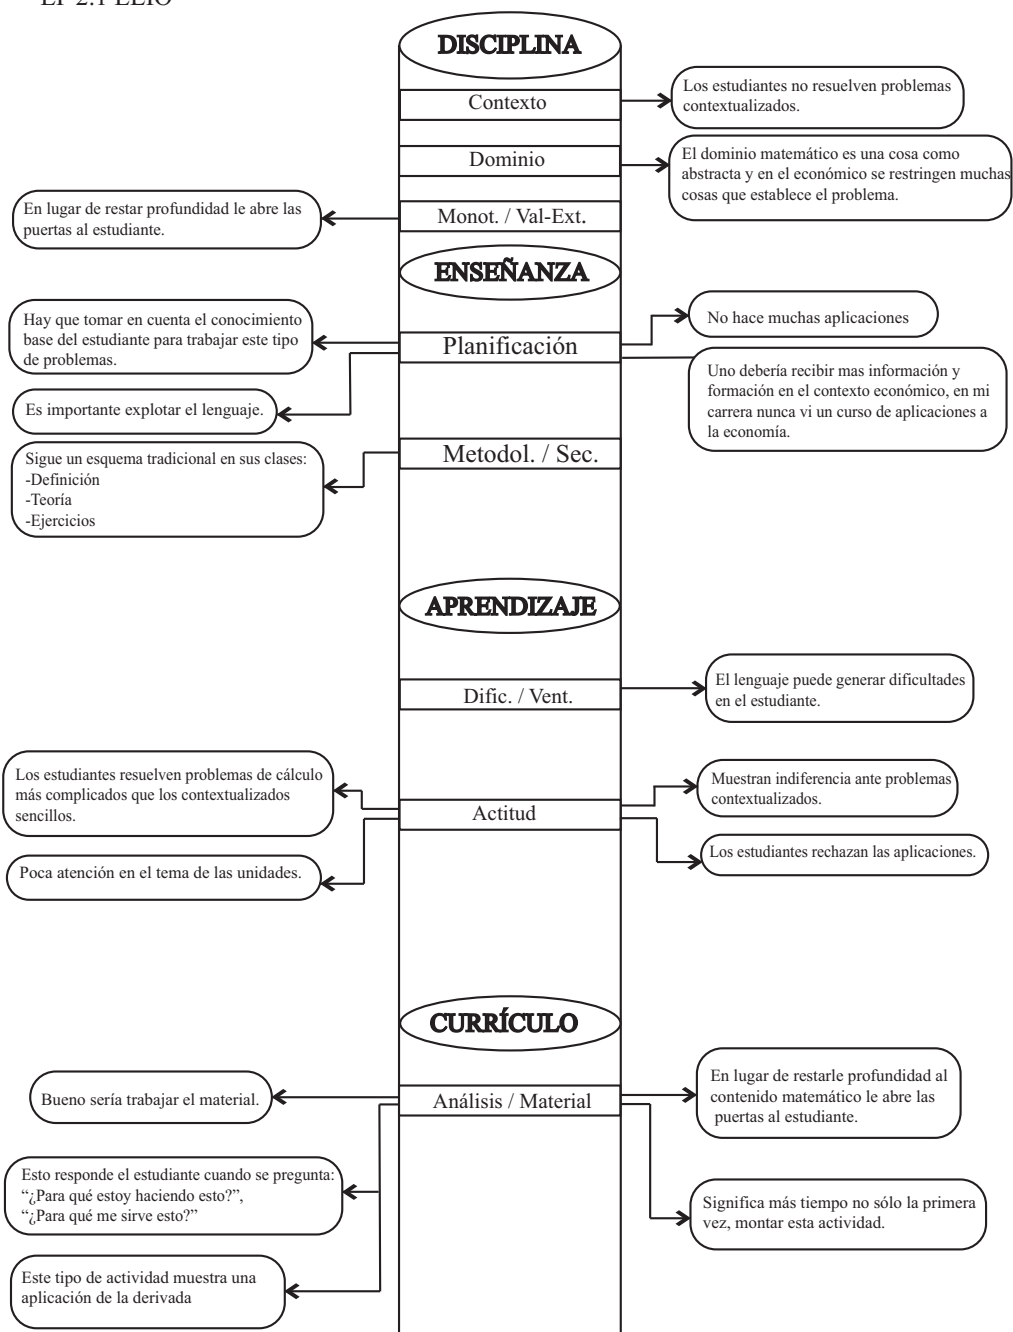 DISCIPLINA
Contexto
Los estudiantes no resuelven problemas
contextualizados.
Dominio
El dominio matemático es una cosa como
abstracta y en el económico se restringen muchas
cosas que establece el problema.
Monot. / Val-Ext.
En lugar de restar profundidad le abre las
puertas al estudiante.
ENSEÑANZA
Planificación
Hay que tomar en cuenta el conocimiento
base del estudiante para trabajar este tipo
de problemas.
No hace muchas aplicaciones
Es importante explotar el lenguaje.
Uno debería recibir mas información y
formación en el contexto económico, en mi
carrera nunca vi un curso de aplicaciones a
la economía.
Metodol. / Sec.
Sigue un esquema tradicional en sus clases:
-Definición
-Teoría
-Ejercicios
APRENDIZAJE
Dific. / Vent.
El lenguaje puede generar dificultades
en el estudiante.
Actitud
Los estudiantes resuelven problemas de cálculo
más complicados que los contextualizados
sencillos.
Muestran indiferencia ante problemas
contextualizados.
Poca atención en el tema de las unidades.
Los estudiantes rechazan las aplicaciones.
CURRÍCULO
Análisis / Material
Bueno sería trabajar el material.
En lugar de restarle profundidad al
contenido matemático le abre las
puertas al estudiante.
Esto responde el estudiante cuando se pregunta:
“¿Para qué estoy haciendo esto?”,
“¿Para qué me sirve esto?”
Significa más tiempo no sólo la primera
vez, montar esta actividad.
Este tipo de actividad muestra una
aplicación de la derivada